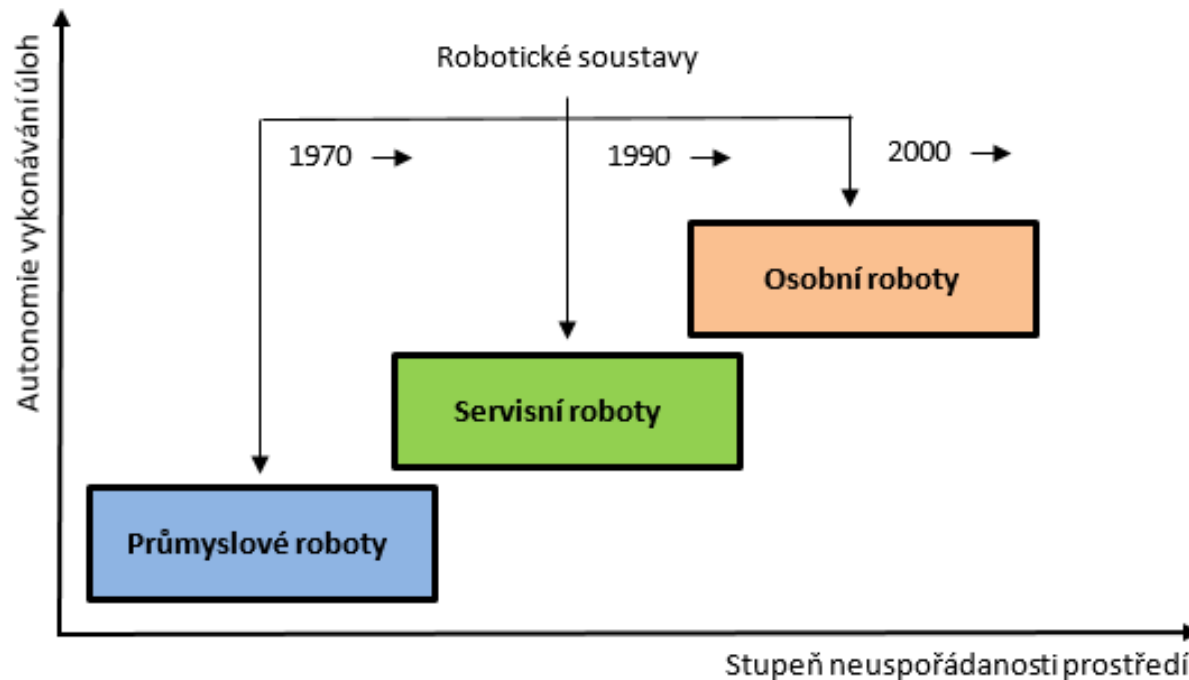 Autonomie vykonávání úloh
Robotické soustavy
1970
1990
2000
Osobní roboty
Servisní roboty
Průmyslové roboty
Stupeň neuspořádanosti prostředí